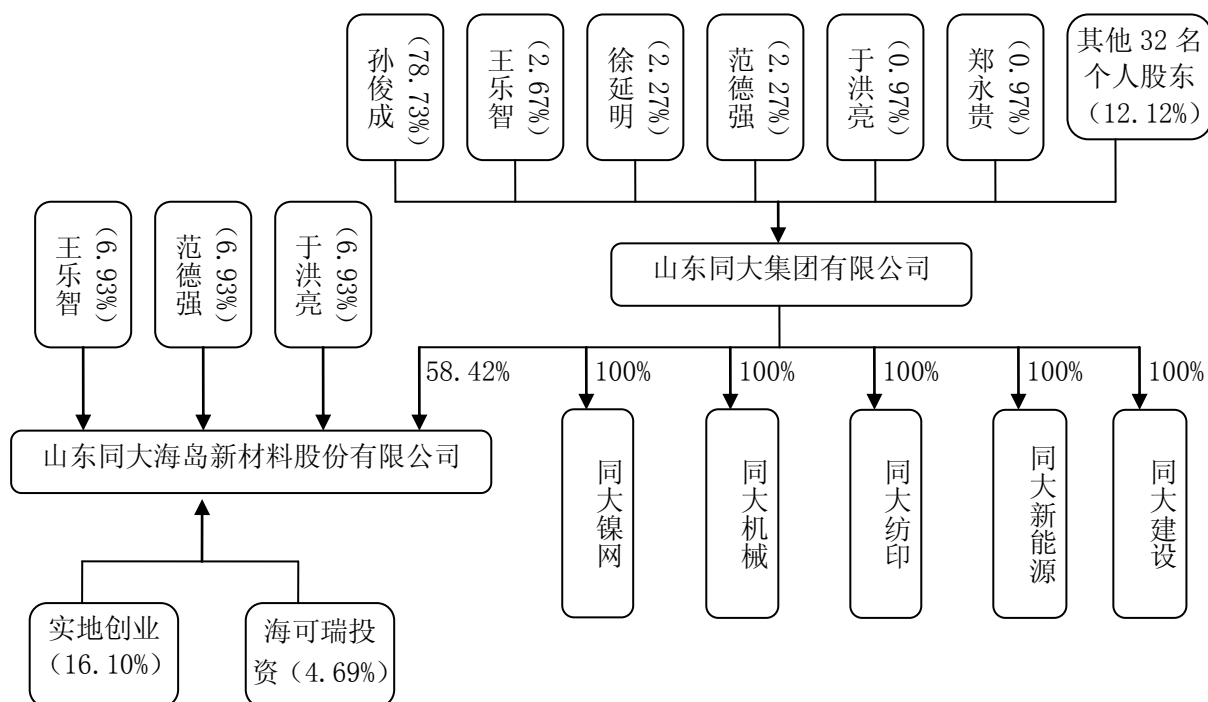 孙俊成
（78.73%）
王乐智
（2.67%）
徐延明
（2.27%）
范德强
（2.27%）
于洪亮
（0.97%）
郑永贵
（0.97%）
其他 32 名
个人股东
（12.12%）
王乐智
（6.93%）
范德强
（6.93%）
于洪亮
（6.93%）
山东同大集团有限公司
58.42%
100%
100%
100%
100%
100%
山东同大海岛新材料股份有限公司
同大镍网
同大机械
同大纺印
同大新能源
同大建设
实地创业
（16.10%）
海可瑞投
资（4.69%）